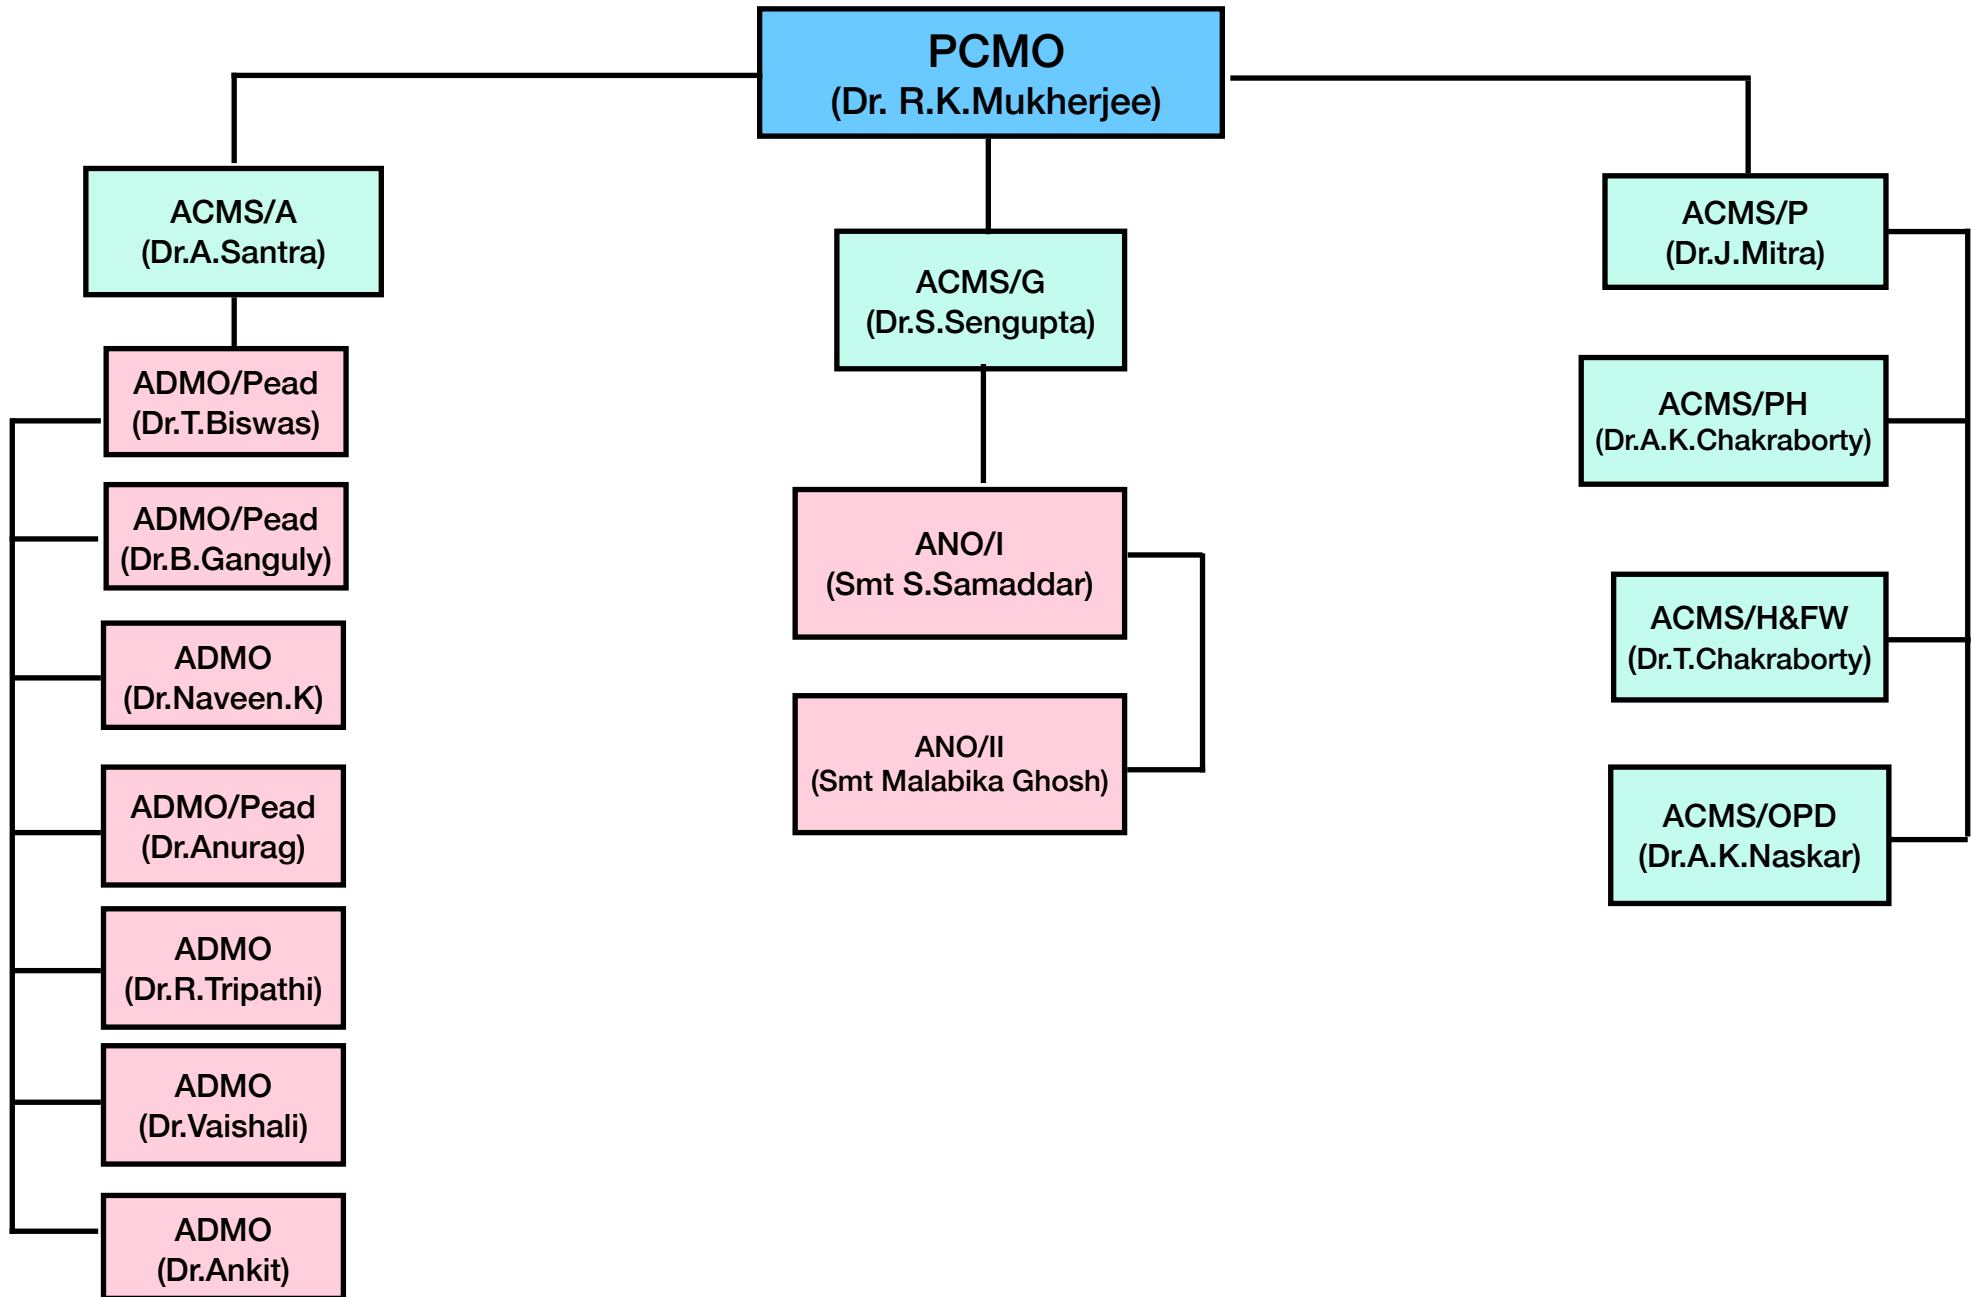 PCMO
(Dr. R.K.Mukherjee)
ACMS/A
(Dr.A.Santra)
ADMO/Pead
(Dr.T.Biswas)
ADMO/Pead
(Dr.B.Ganguly)
ADMO
(Dr.Naveen.K)
ADMO/Pead
(Dr.Anurag)
ADMO
(Dr.R.Tripathi)
ADMO
(Dr.Vaishali)
ADMO
(Dr.Ankit)
ACMS/G
(Dr.S.Sengupta)
ANO/I
(Smt S.Samaddar)
ANO/II
(Smt Malabika Ghosh)
ACMS/P
(Dr.J.Mitra)
ACMS/PH
(Dr.A.K.Chakraborty)
ACMS/H&FW
(Dr.T.Chakraborty)
ACMS/OPD
(Dr.A.K.Naskar)